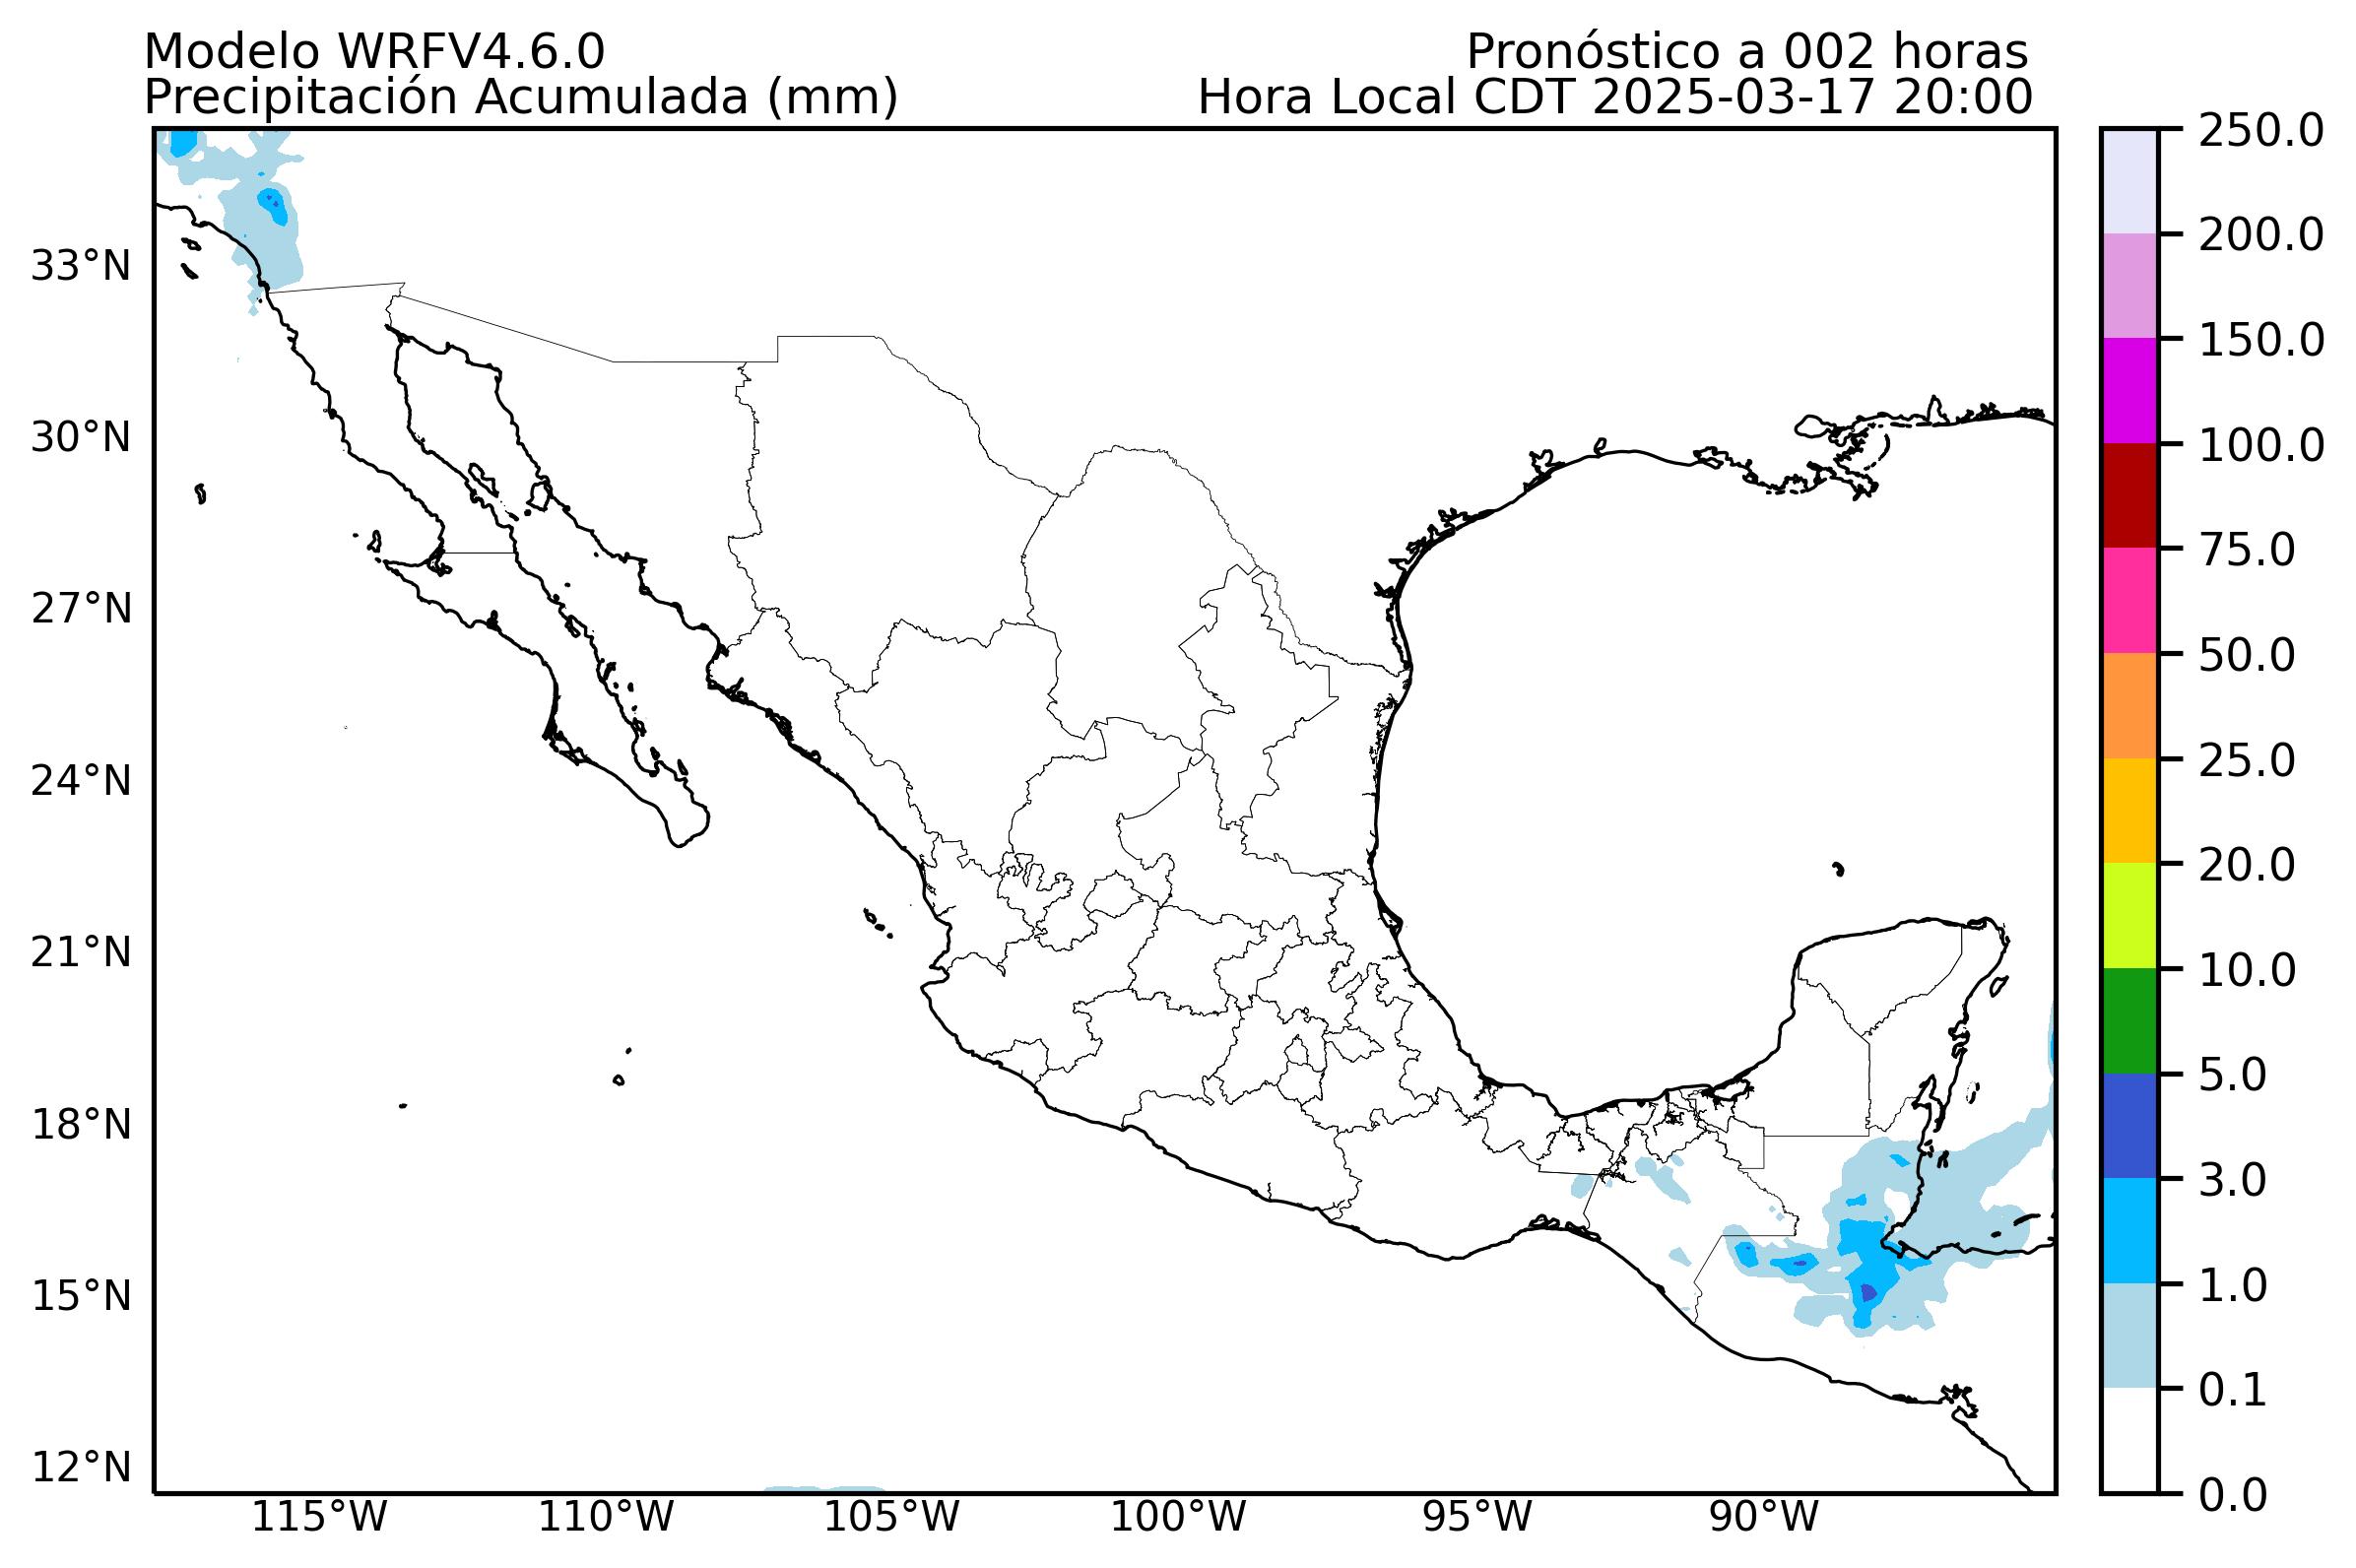 Modelo WRFV4.6.0
Pronóstico a 002 horas
Precipitación Acumulada (mm)
Hora Local CDT 2025-03-17 20:00
33°N
30°N
27°N
24°N
21°N
18°N
15°N
12°N
115°W
110°W
105°W
100°W
95°W
90°W
250.0
200.0
150.0
100.0
75.0
50.0
25.0
20.0
10.0
5.0
3.0
1.0
0.1
0.0